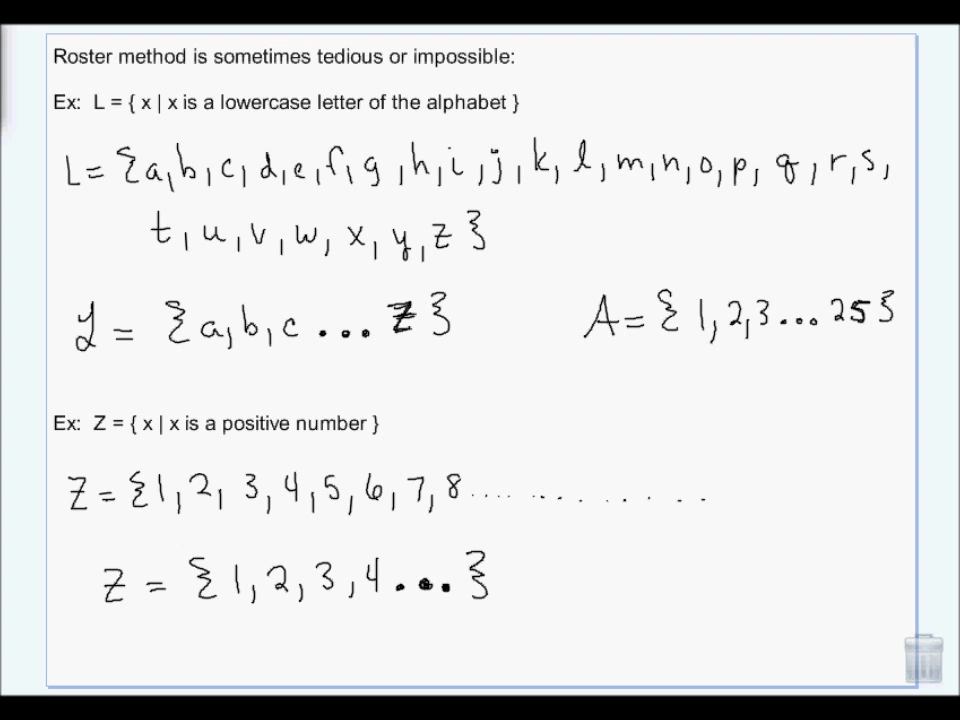 Roster method is sometimes tedious or impossible:
Ex: L = { x | x is a lowercase letter of the alphabet }
L = {a, b, c, d, e, f, g, h, i, j, k, l, m, n, o, p, q, r, s,
t, u, v, w, x, y, z }
L = {a, b, c ... z } A = { 1, 2, 3 ... 25 }
Ex: Z = { x | x is a positive number }
Z = {1, 2, 3, 4, 5, 6, 7, 8 .... .. . . . . . .
Z = {1, 2, 3, 4 ... }